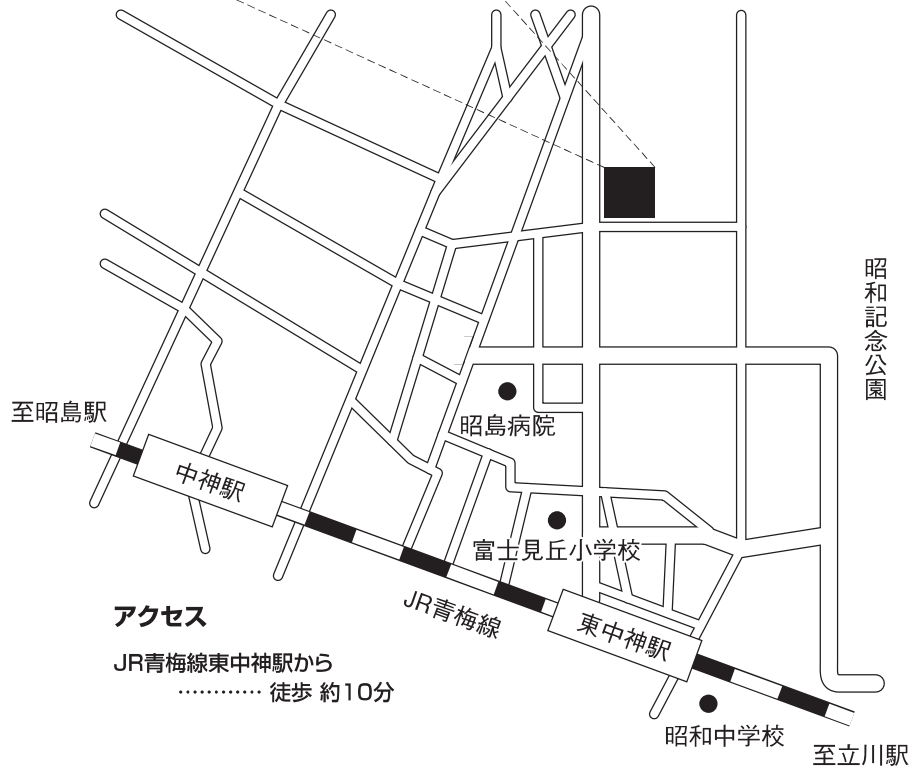 昭和記念公園
至昭島駅
昭島病院
中神駅
富士見丘小学校
JR青梅線
東中神駅
アクセス
JR青梅線東中神駅から
………… 徒歩 約10分
昭和中学校
至立川駅